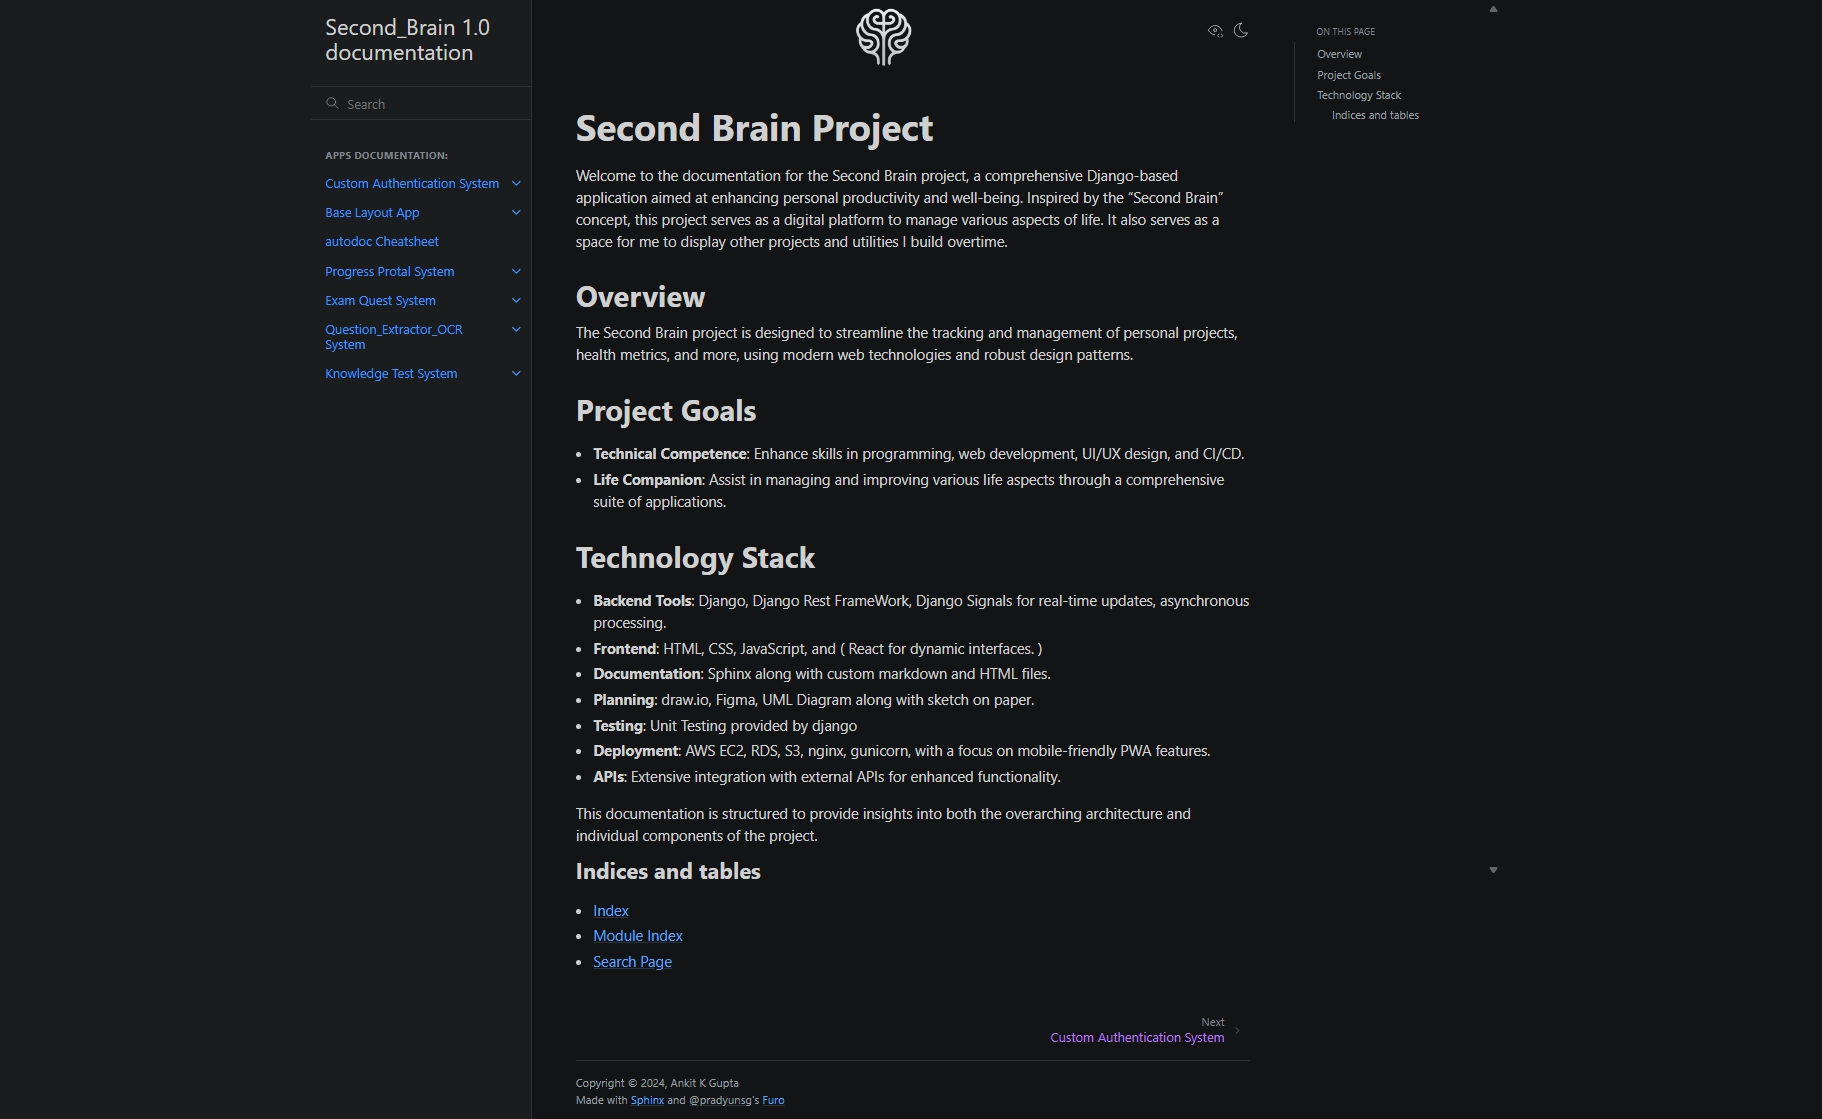 Second_Brain 1.0
documentation
Search
APPS DOCUMENTATION:
Custom Authentication System
Base Layout App
autodoc Cheatsheet
Progress Protal System
Exam Quest System
Question_Extractor_OCR
System
Knowledge Test System
Second Brain Project
Welcome to the documentation for the Second Brain project, a comprehensive Django-based
application aimed at enhancing personal productivity and well-being. Inspired by the “Second Brain”
concept, this project serves as a digital platform to manage various aspects of life. It also serves as a
space for me to display other projects and utilities I build overtime.
Overview
The Second Brain project is designed to streamline the tracking and management of personal projects,
health metrics, and more, using modern web technologies and robust design patterns.
Project Goals
• Technical Competence: Enhance skills in programming, web development, UI/UX design, and CI/CD.
• Life Companion: Assist in managing and improving various life aspects through a comprehensive
suite of applications.
Technology Stack
• Backend Tools: Django, Django Rest FrameWork, Django Signals for real-time updates, asynchronous
processing.
• Frontend: HTML, CSS, JavaScript, and ( React for dynamic interfaces. )
• Documentation: Sphinx along with custom markdown and HTML files.
• Planning: draw.io, Figma, UML Diagram along with sketch on paper.
• Testing: Unit Testing provided by django
• Deployment: AWS EC2, RDS, S3, nginx, gunicorn, with a focus on mobile-friendly PWA features.
• APIs: Extensive integration with external APIs for enhanced functionality.
This documentation is structured to provide insights into both the overarching architecture and
individual components of the project.
Indices and tables
• Index
• Module Index
• Search Page
Next
Custom Authentication System
Copyright © 2024, Ankit K Gupta
Made with Sphinx and @pradyunsg's Furo
ON THIS PAGE
Overview
Project Goals
Technology Stack
Indices and tables